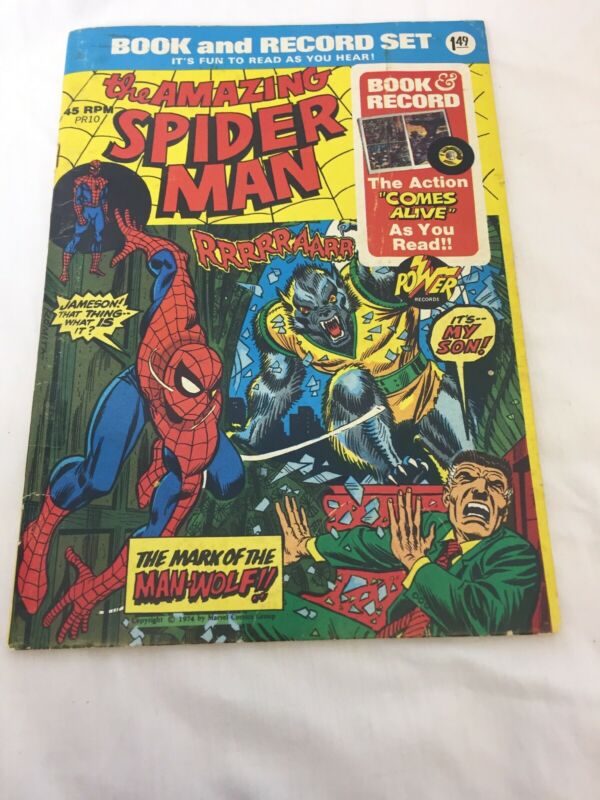 BOOK and RECORD SET
1.49
IT'S FUN TO READ AS YOU HEAR!
45 RPM
PR10
the AMAZING
SPIDER
MAN
BOOK &
RECORD
The Action
"COMES
ALIVE"
As You
Read!!
RRRRRAARR
POWER
RECORDS
JAMESON!
THAT THING--
WHAT IS
IT?
IT'S--
MY
SON!
THE MARK OF THE
MAN-WOLF!!
Copyright © 1974 by Marvel Comics Group